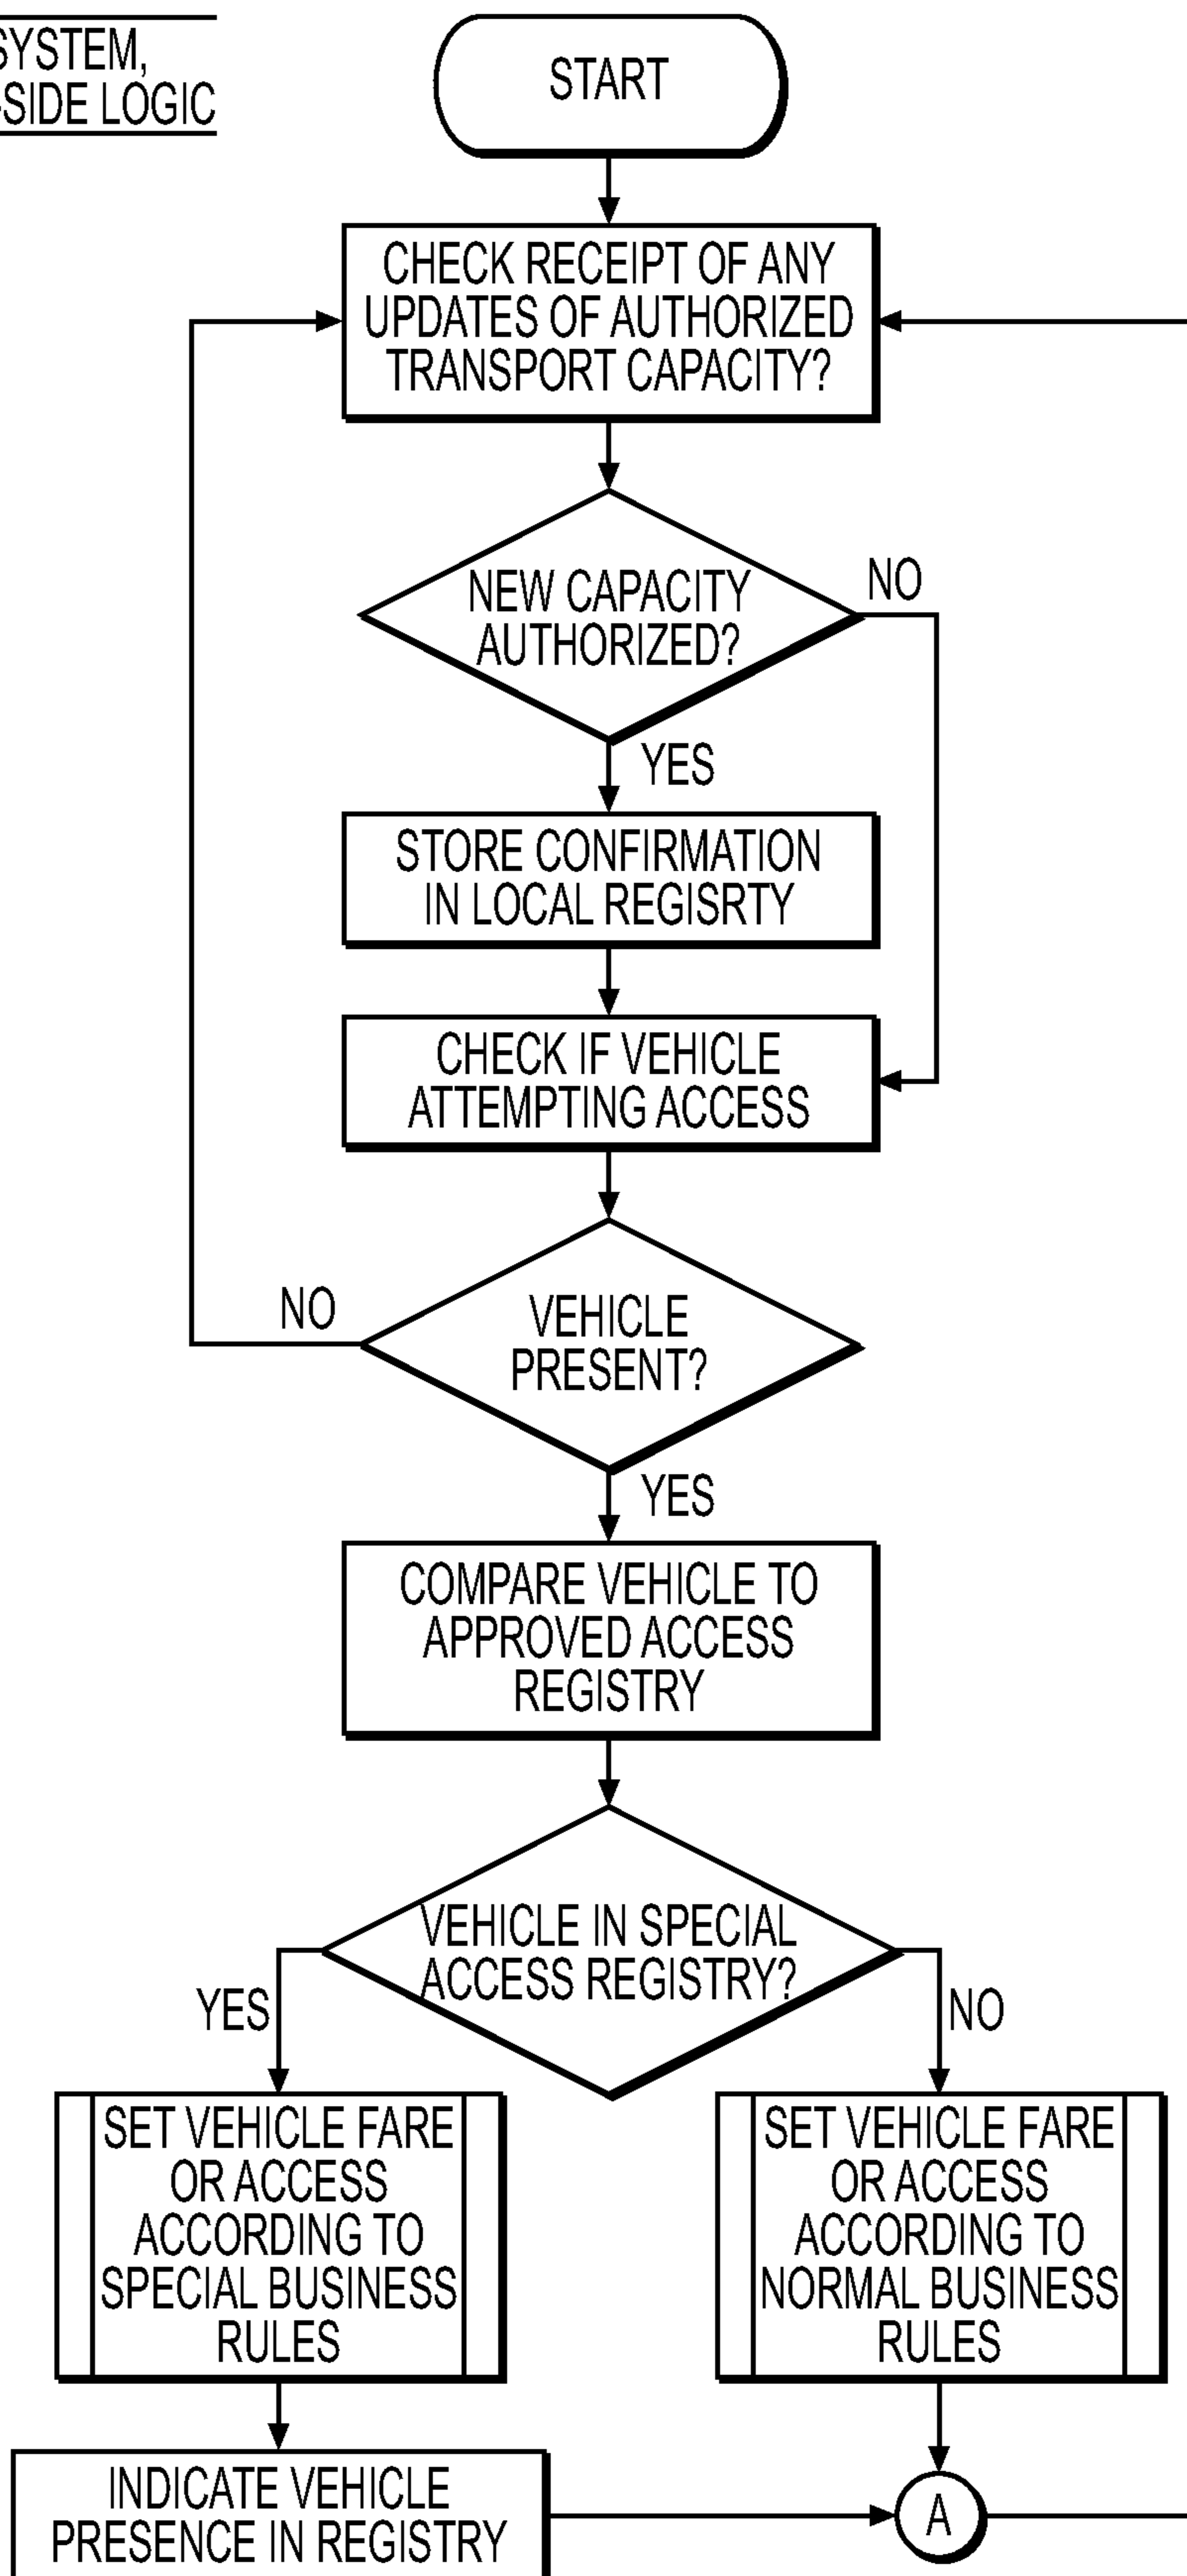 SYSTEM,
-SIDE LOGIC
START
CHECK RECEIPT OF ANY
UPDATES OF AUTHORIZED
TRANSPORT CAPACITY?
NEW CAPACITY
AUTHORIZED?
NO
YES
STORE CONFIRMATION
IN LOCAL REGISRTY
CHECK IF VEHICLE
ATTEMPTING ACCESS
VEHICLE
PRESENT?
NO
YES
COMPARE VEHICLE TO
APPROVED ACCESS
REGISTRY
VEHICLE IN SPECIAL
ACCESS REGISTRY?
YES
NO
SET VEHICLE FARE
OR ACCESS
ACCORDING TO
SPECIAL BUSINESS
RULES
SET VEHICLE FARE
OR ACCESS
ACCORDING TO
NORMAL BUSINESS
RULES
INDICATE VEHICLE
PRESENCE IN REGISTRY
A